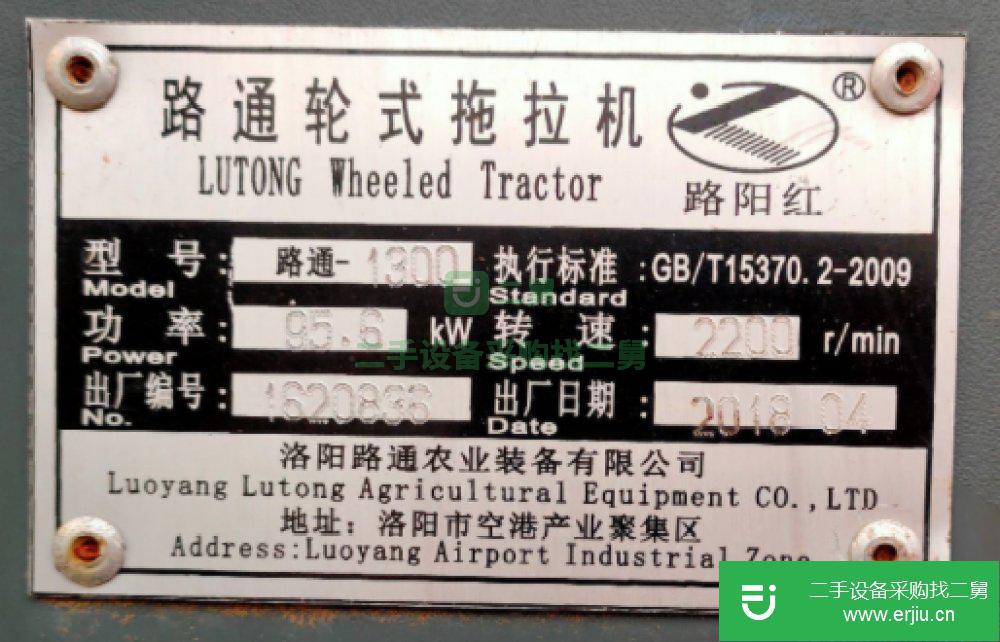 路通轮式拖拉机 ®
LUTONG Wheeled Tractor 路阳红
型号: 路通-1300 执行标准:GB/T15370.2-2009
Model Standard
功率: 95.6 kW 转速: 2200 r/min
Power Speed
出厂编号: 1620836 出厂日期: 2018 04
No. Date
洛阳路通农业装备有限公司
Luoyang Lutong Agricultural Equipment CO.,LTD
地址: 洛阳市空港产业聚集区
Address:Luoyang Airport Industrial Zone
二手设备采购找二舅
二手设备采购找二舅
www.erjiu.cn